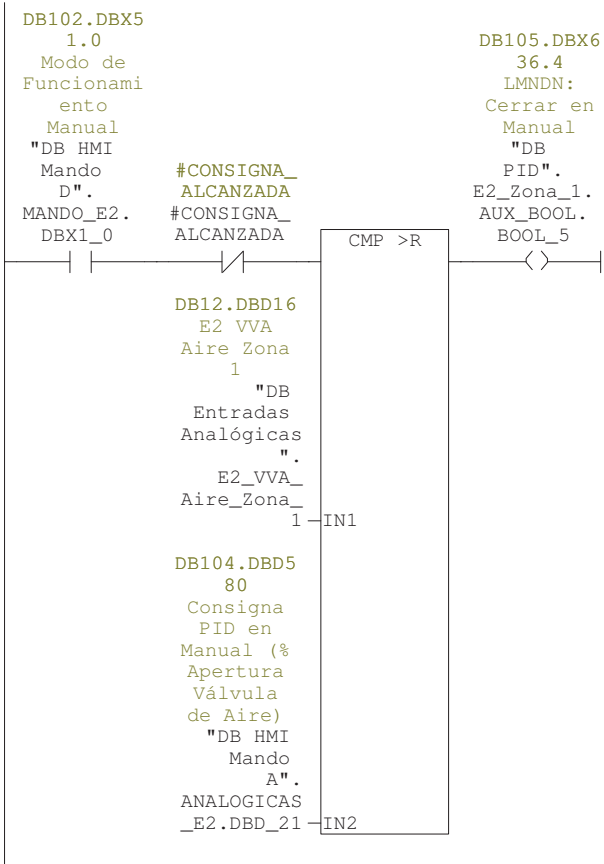 DB102.DBX5
1.0
Modo de
Funcionami
ento
Manual
"DB HMI
Mando
D".
MANDO_E2.
DBX1_0
#CONSIGNA_
ALCANZADA
#CONSIGNA_
ALCANZADA
CMP >R
DB105.DBX6
36.4
LMNDN:
Cerrar en
Manual
"DB
PID".
E2_Zona_1.
AUX_BOOL.
BOOL_5
DB12.DBD16
E2 VVA
Aire Zona
1
"DB
Entradas
Analógicas
".
E2_VVA_
Aire_Zona_
1
IN1
DB104.DBD5
80
Consigna
PID en
Manual (%
Apertura
Válvula
de Aire)
"DB HMI
Mando
A".
ANALOGICAS
_E2.DBD_21
IN2